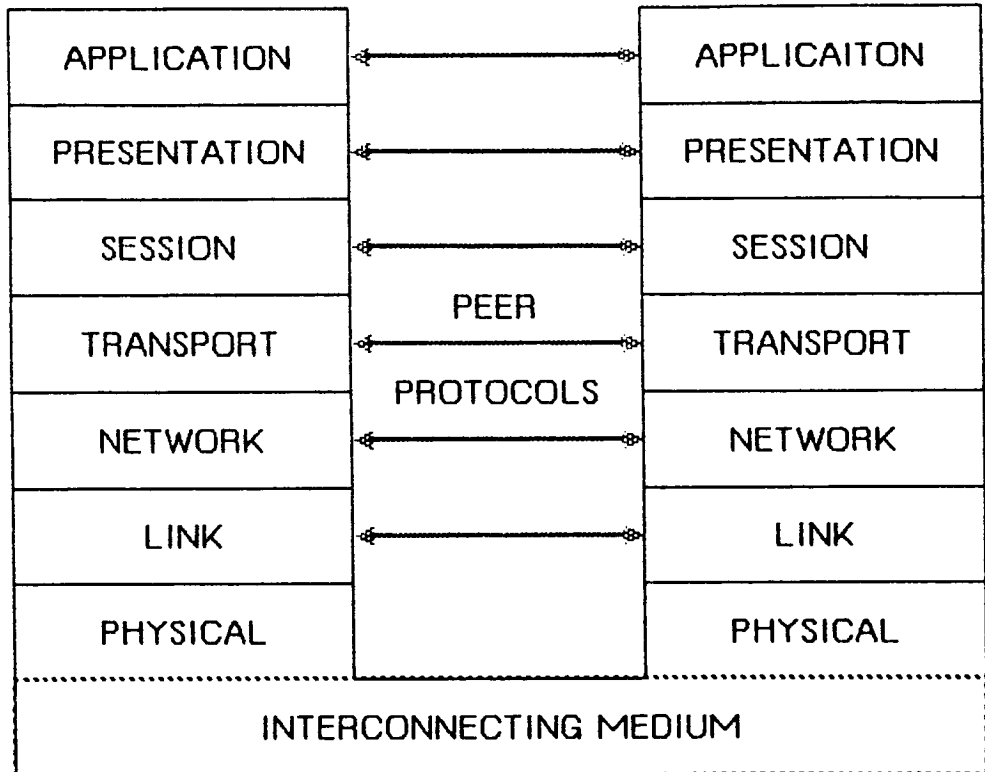 APPLICATION
APPLICAITON
PRESENTATION
PRESENTATION
SESSION
SESSION
PEER
TRANSPORT
TRANSPORT
PROTOCOLS
NETWORK
NETWORK
LINK
LINK
PHYSICAL
PHYSICAL
INTERCONNECTING MEDIUM